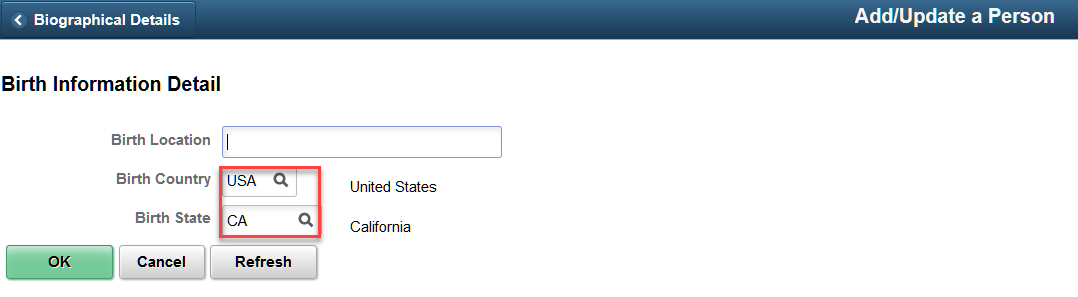 Biographical Details
Add/Update a Person
Birth Information Detail
Birth Location
Birth Country USA United States
Birth State CA California
OK Cancel Refresh